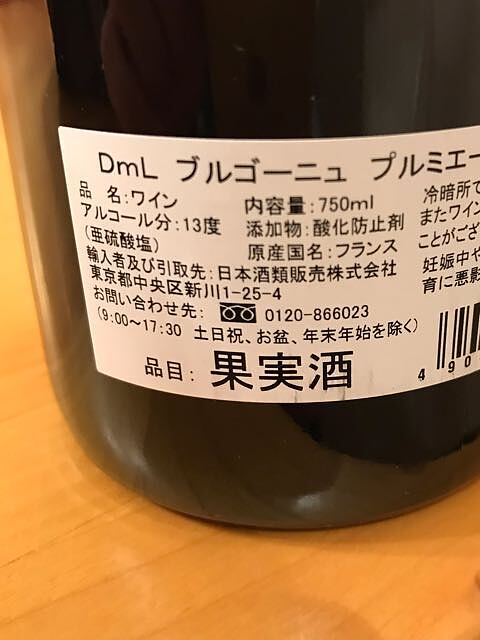 DmL ブルゴーニュ プルミエー
品 名:ワイン 内容量:750ml
アルコール分:13度 添加物:酸化防止剤
(亜硫酸塩) 原産国名:フランス
輸入者及び引取先:日本酒類販売株式会社
東京都中央区新川1-25-4
お問い合わせ先: 0120-866023
(9:00~17:30 土日祝、お盆、年末年始を除く)
品目: 果実酒
冷暗所で
またワイン
ことがござ
妊娠中や
育に悪影
490